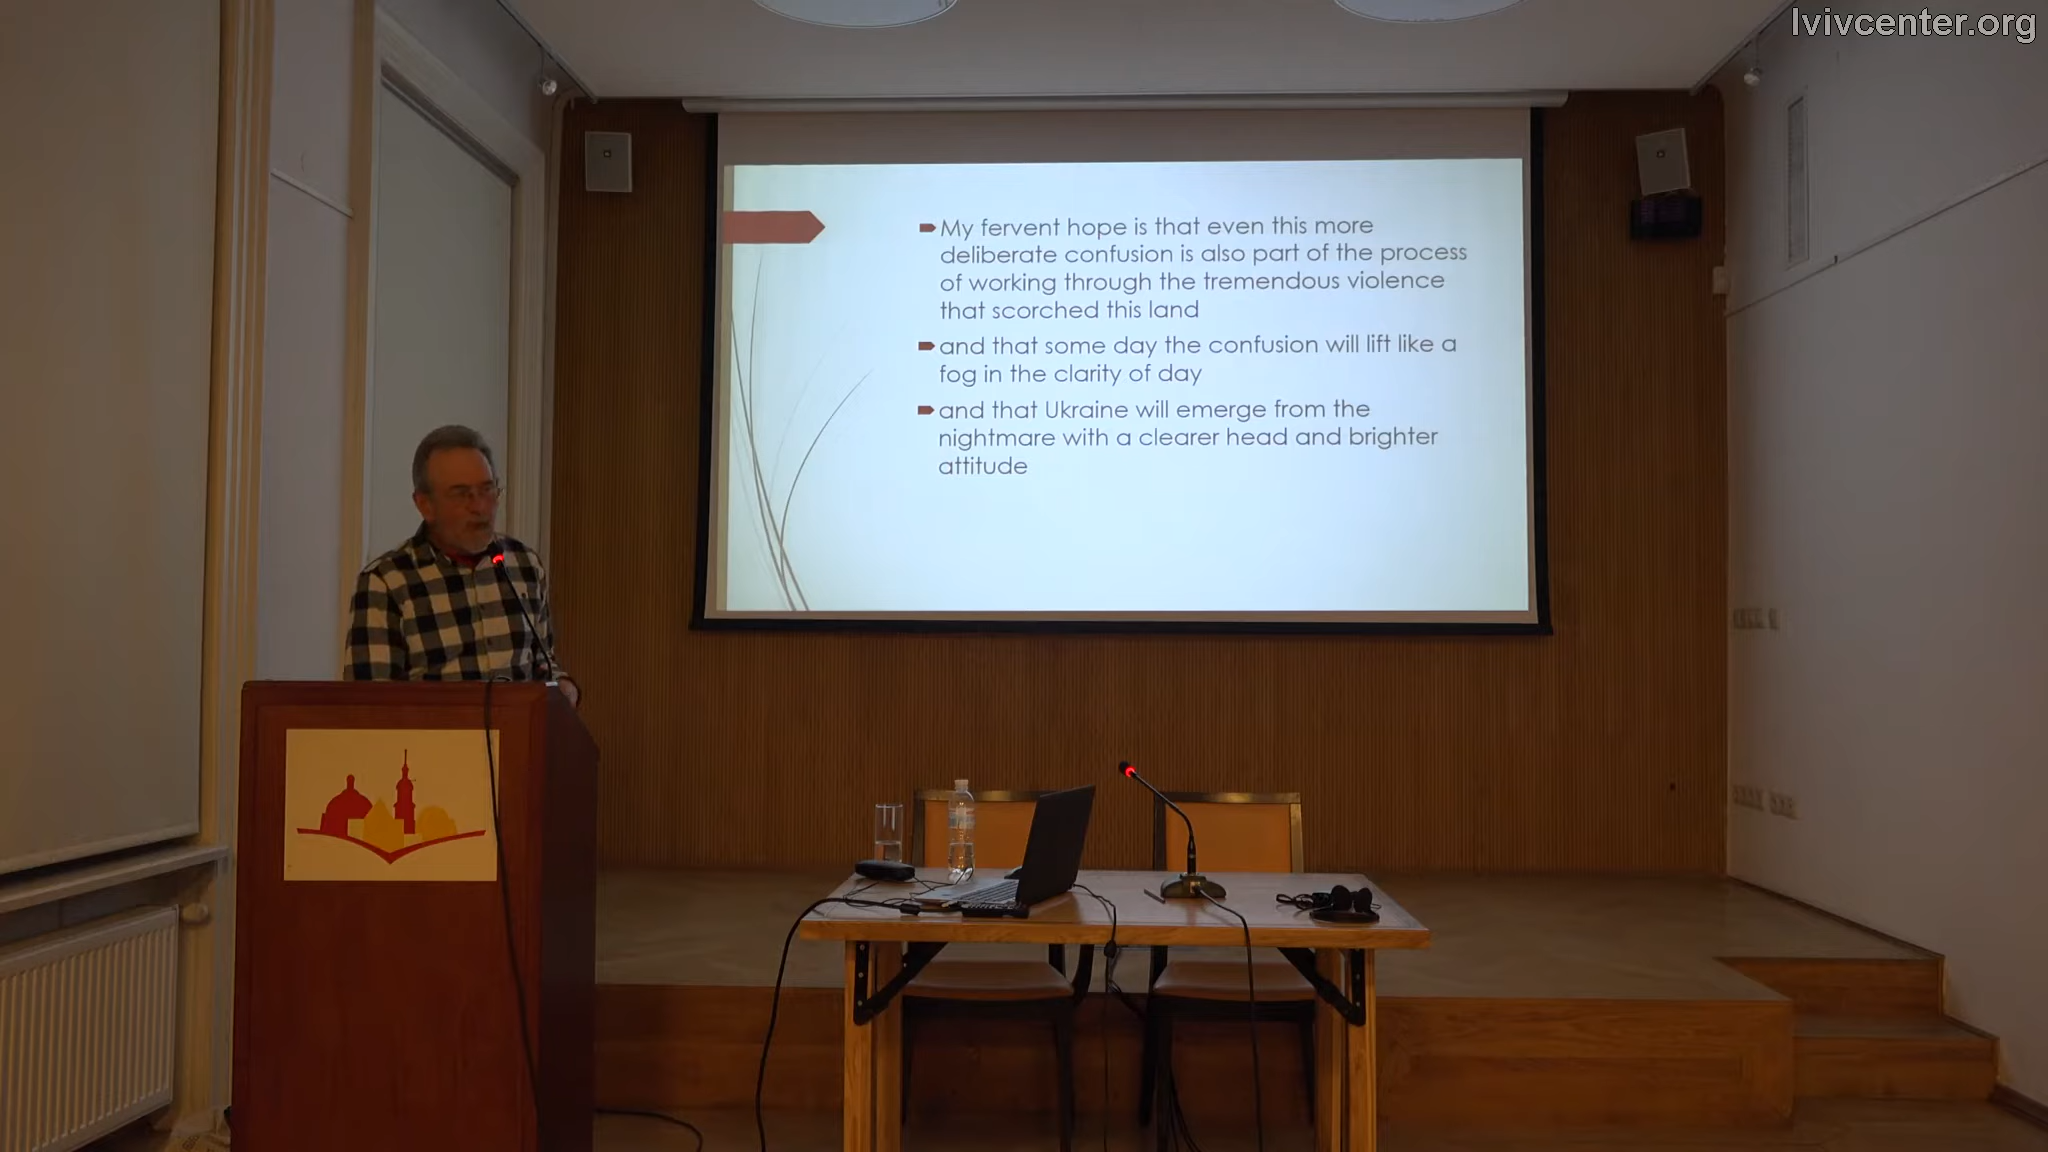 lvivcenter.org
My fervent hope is that even this more
deliberate confusion is also part of the process
of working through the tremendous violence
that scorched this land
and that some day the confusion will lift like a
fog in the clarity of day
and that Ukraine will emerge from the
nightmare with a clearer head and brighter
attitude